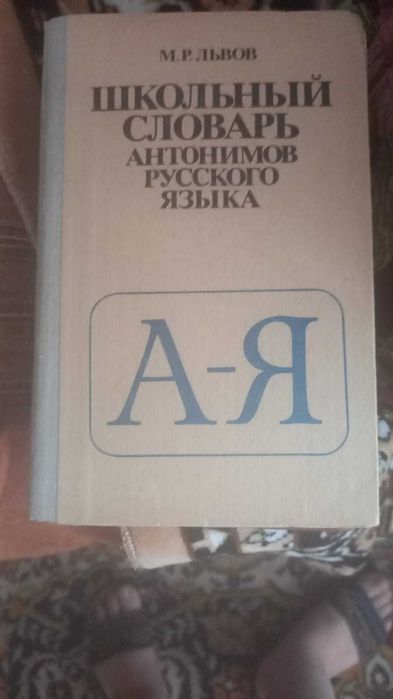 М.Р. ЛЬВОВ
ШКОЛЬНЫЙ
СЛОВАРЬ
АНТОНИМОВ
РУССКОГО
ЯЗЫКА
А-Я